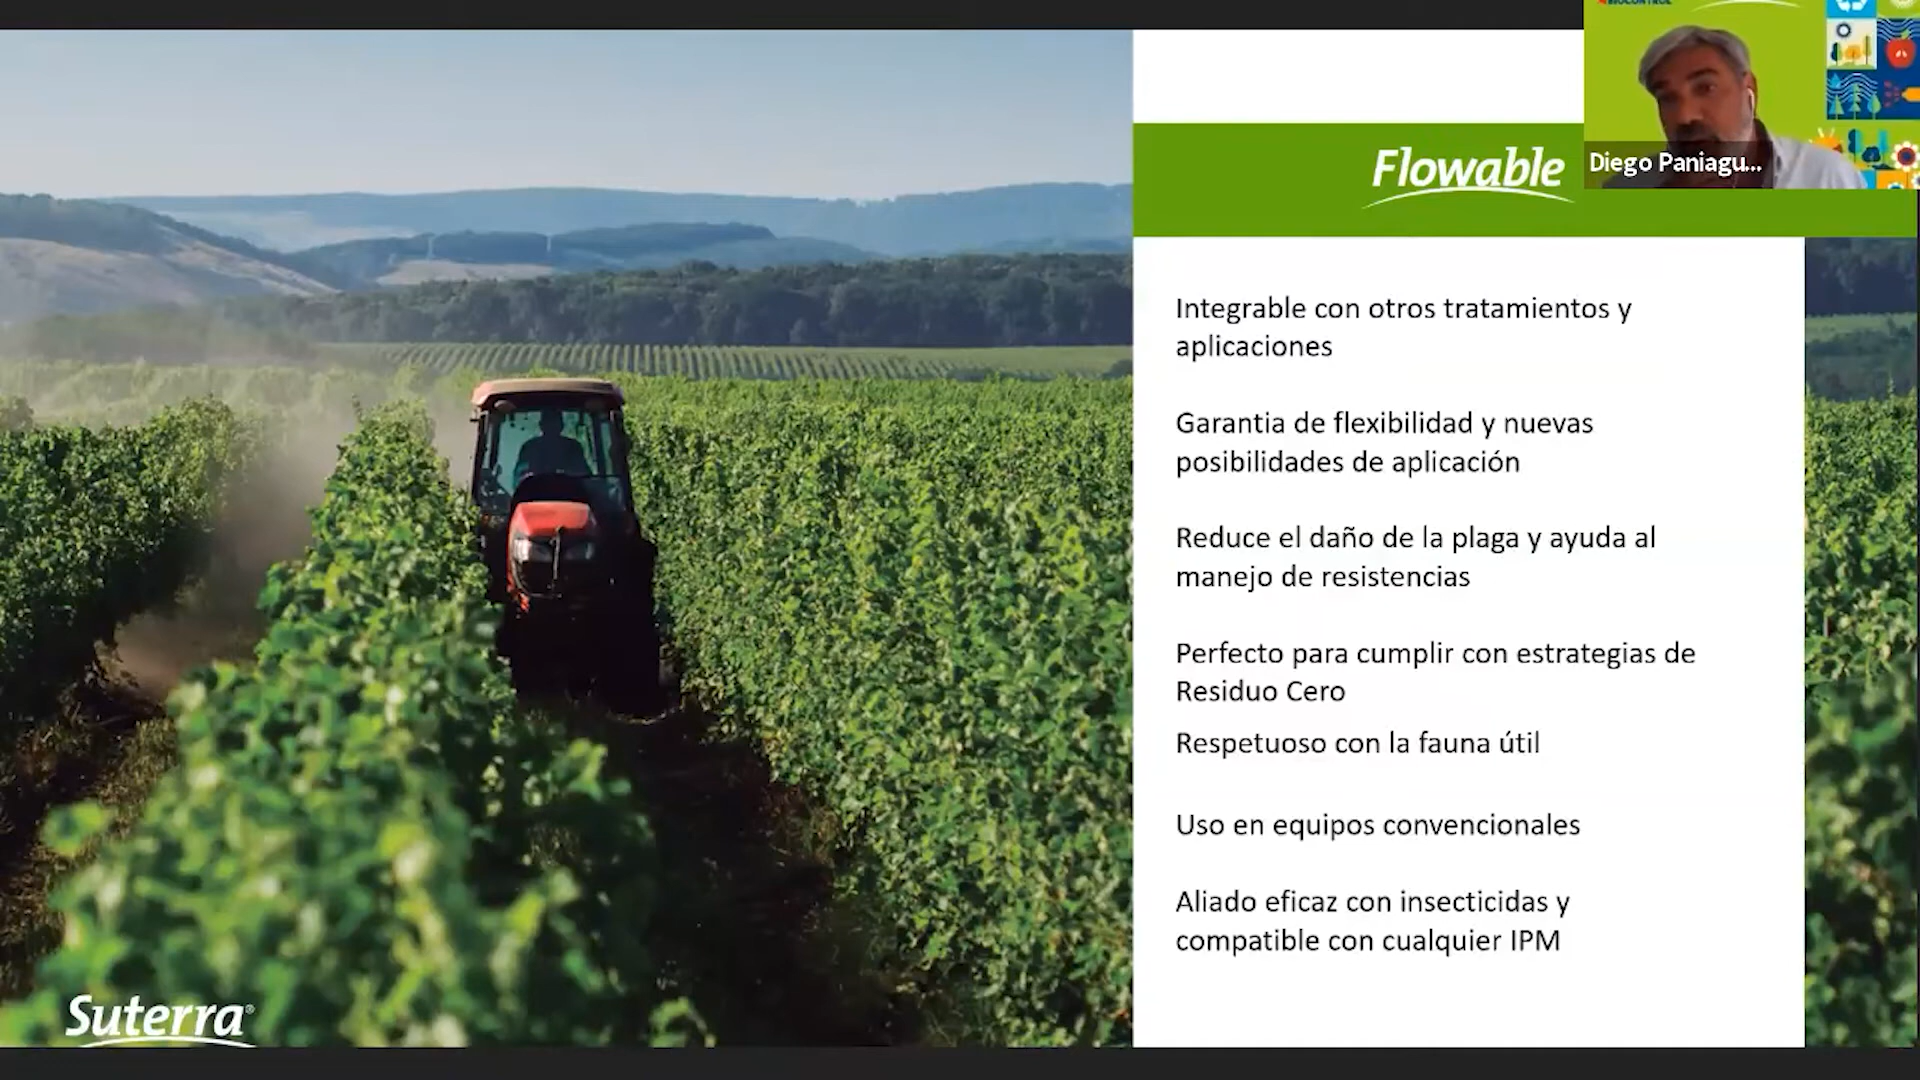 BIOCONTROL
Flowable
Diego Paniagu...
Integrable con otros tratamientos y
aplicaciones
Garantia de flexibilidad y nuevas
posibilidades de aplicación
Reduce el daño de la plaga y ayuda al
manejo de resistencias
Perfecto para cumplir con estrategias de
Residuo Cero
Respetuoso con la fauna útil
Uso en equipos convencionales
Aliado eficaz con insecticidas y
compatible con cualquier IPM
Suterra®